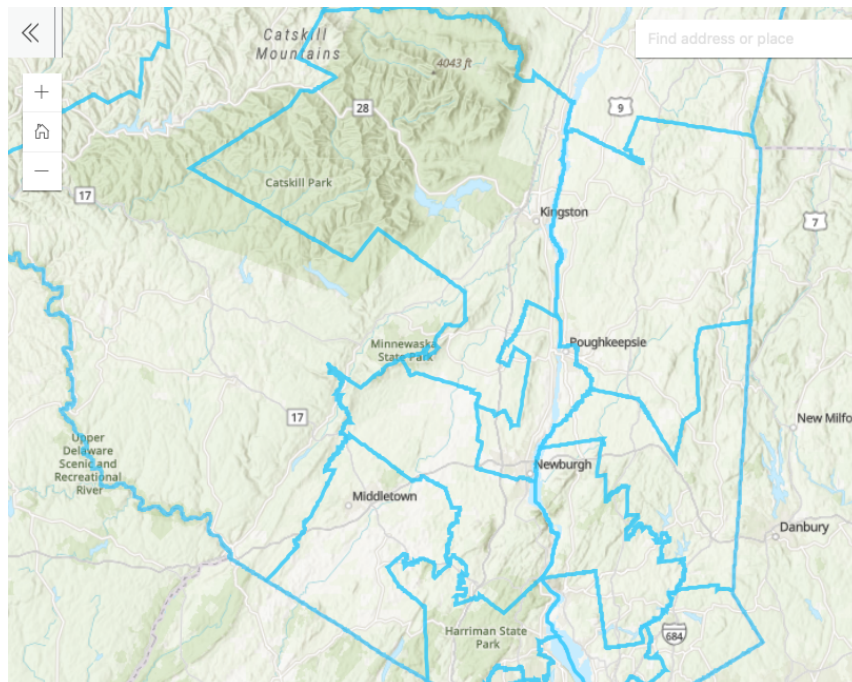 Catskill
Mountains
Find address or place
4043 ft
28
9
Catskill Park
17
Kingston
7
Minnewaska
State Park
Poughkeepsie
17
New Milfo
Upper
Delaware
Scenic and
Recreational
River
Newburgh
Middletown
Danbury
Harriman State
Park
684